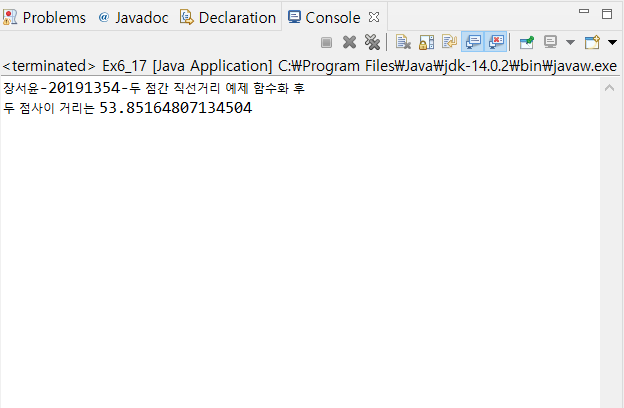 Problems @ Javadoc Declaration Console
<terminated> Ex6_17 [Java Application] C:₩Program Files₩Java₩jdk-14.0.2₩bin₩javaw.exe
장서윤-20191354-두 점간 직선거리 예제 함수화 후
두 점사이 거리는 53.85164807134504